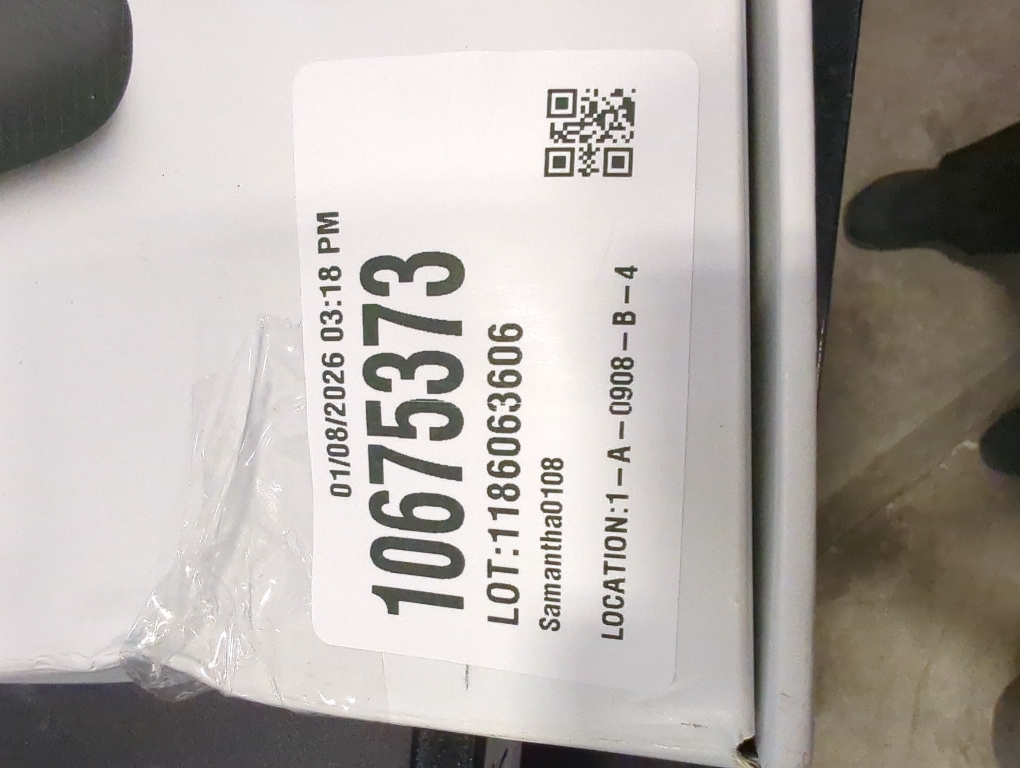 01/08/2026 03:18 PM
10675373
LOT:1186063606
Samantha0108
LOCATION:1-A-0908-B-4